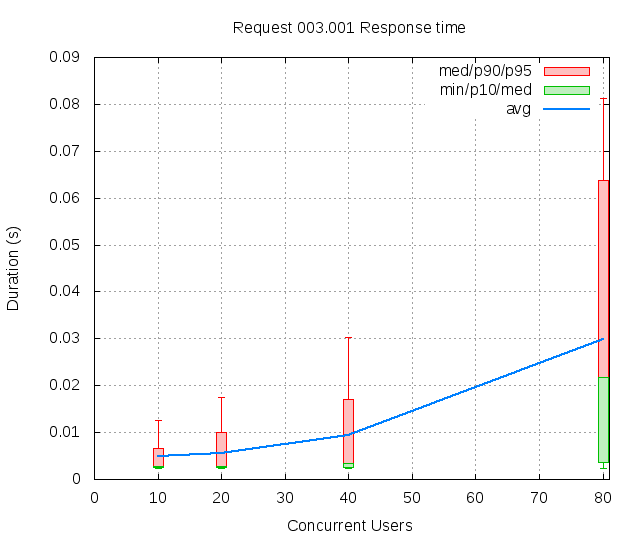 Request 003.001 Response time
0.09
0.08
0.07
0.06
0.05
0.04
0.03
0.02
0.01
0
Duration (s)
med/p90/p95
min/p10/med
avg
0 10 20 30 40 50 60 70 80
Concurrent Users